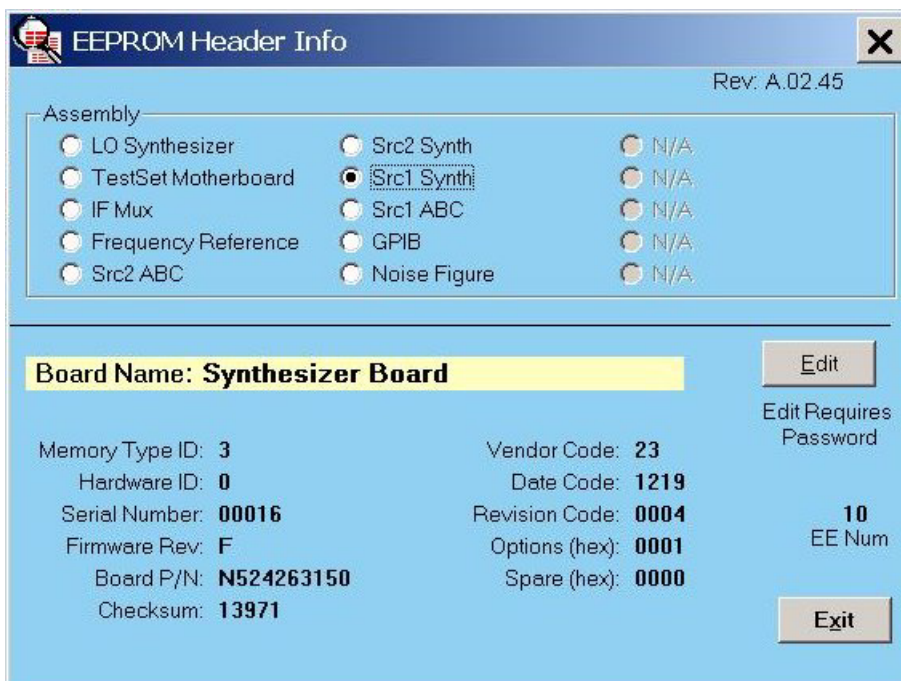 EEPROM Header Info
Rev: A.02.45
Assembly
LO Synthesizer Src2 Synth N/A
TestSet Motherboard Src1 Synth N/A
IF Mux Src1 ABC N/A
Frequency Reference GPIB N/A
Src2 ABC Noise Figure N/A
Board Name: Synthesizer Board
Edit
Edit Requires
Password
Memory Type ID: 3 Vendor Code: 23
Hardware ID: 0 Date Code: 1219
Serial Number: 00016 Revision Code: 0004 10
Firmware Rev: F Options (hex): 0001 EE Num
Board P/N: N524263150 Spare (hex): 0000
Checksum: 13971
Exit